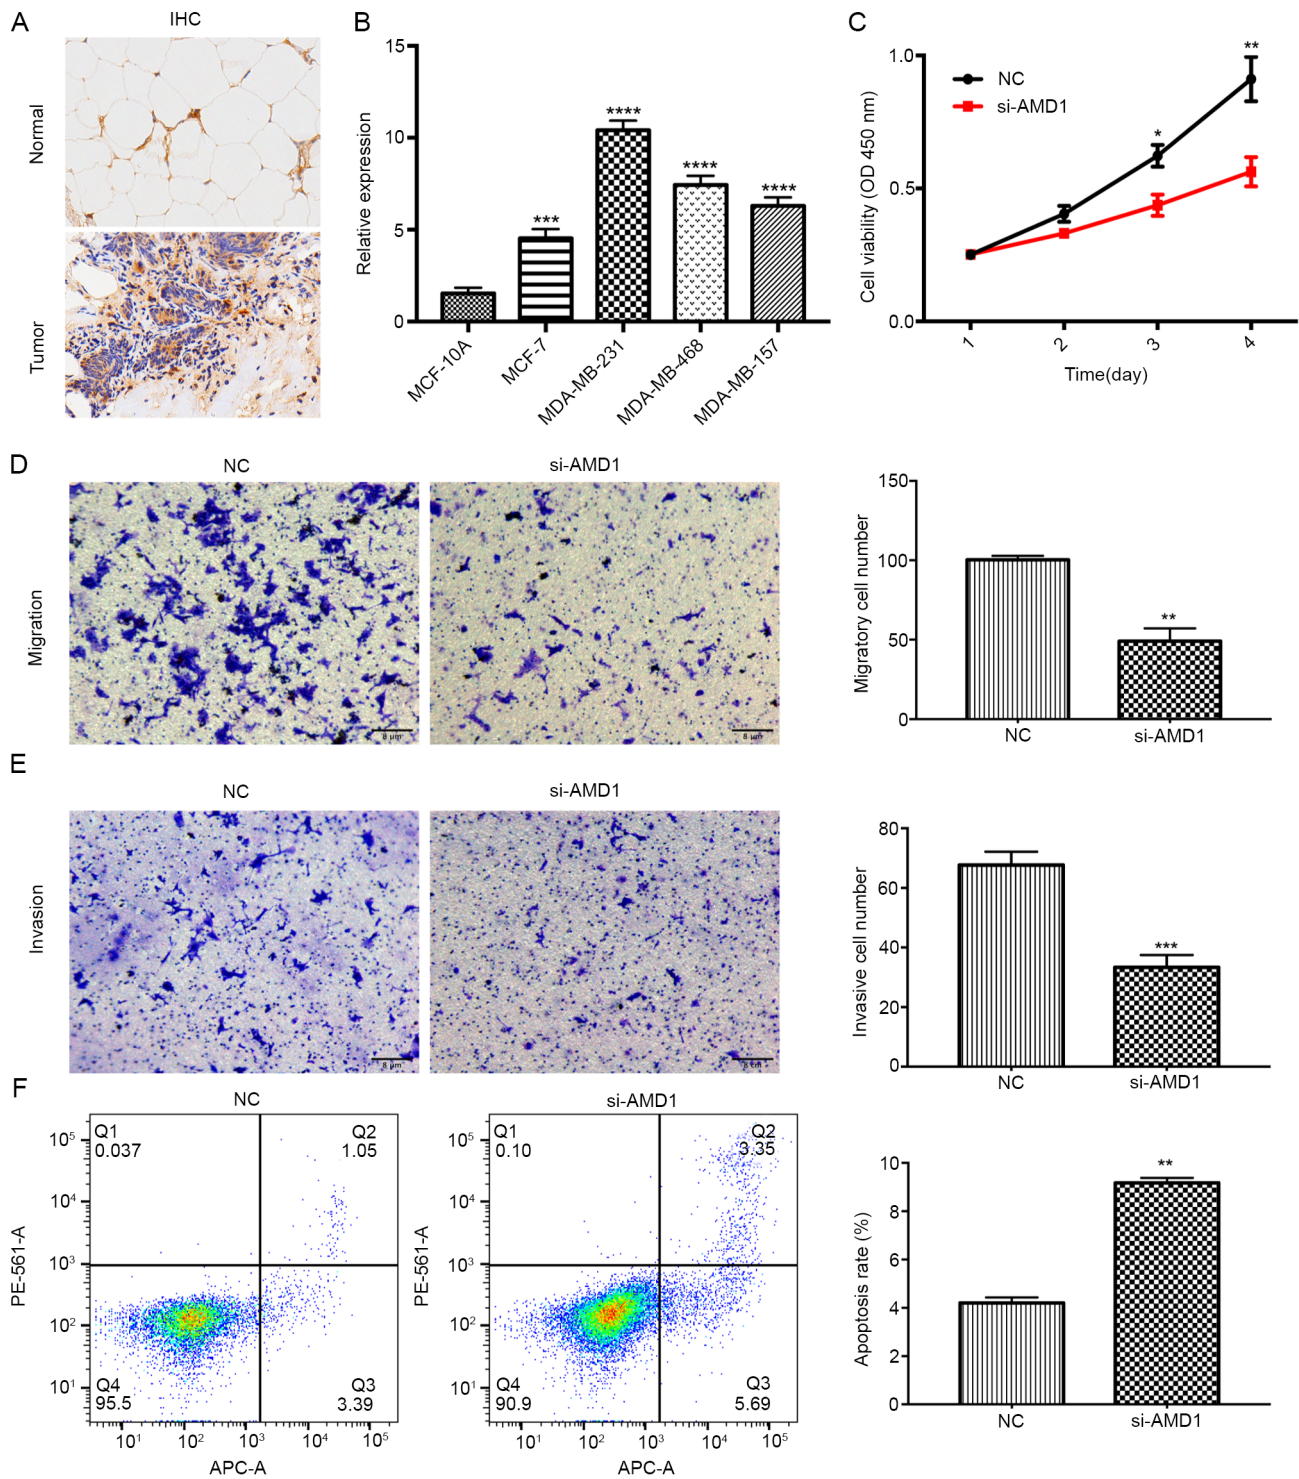 A
IHC
Normal
Tumor
B
Relative expression
15
10
5
0
***
****
****
****
MCF-10A
MCF-7
MDA-MB-231
MDA-MB-468
MDA-MB-157
C
Cell viability (OD 450 nm)
1.0
0.5
0.0
NC
si-AMD1
*
**
1
2
3
4
Time(day)
D
NC
si-AMD1
Migration
8 μm
8 μm
Migratory cell number
150
100
50
0
**
NC
si-AMD1
E
NC
si-AMD1
Invasion
8 μm
Invasive cell number
80
60
40
20
0
***
NC
si-AMD1
F
NC
PE-561-A
10⁵
10⁴
10³
10²
10¹
Q1
0.037
Q2
1.05
Q4
95.5
Q3
3.39
10¹
10²
10³
10⁴
10⁵
APC-A
si-AMD1
PE-561-A
10⁵
10⁴
10³
10²
10¹
Q1
0.10
Q2
3.35
Q4
90.9
Q3
5.69
10¹
10²
10³
10⁴
10⁵
APC-A
Apoptosis rate (%)
10
8
6
4
2
0
**
NC
si-AMD1